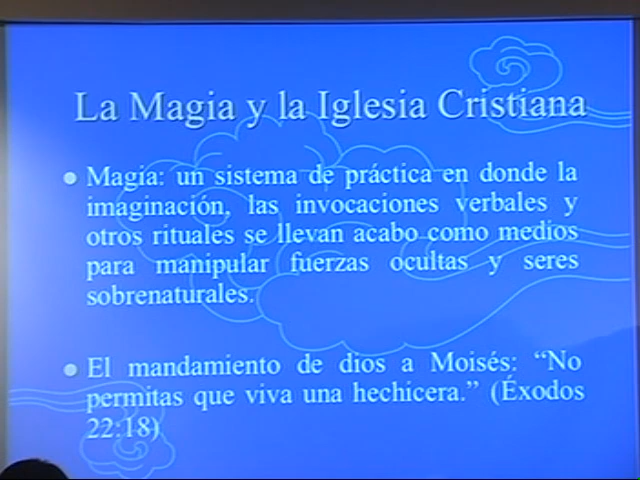 La Magia y la Iglesia Cristiana
Magia: un sistema de práctica en donde la
imaginación, las invocaciones verbales y
otros rituales se llevan acabo como medios
para manipular fuerzas ocultas y seres
sobrenaturales.
El mandamiento de dios a Moisés: “No
permitas que viva una hechicera.” (Éxodos
22:18)